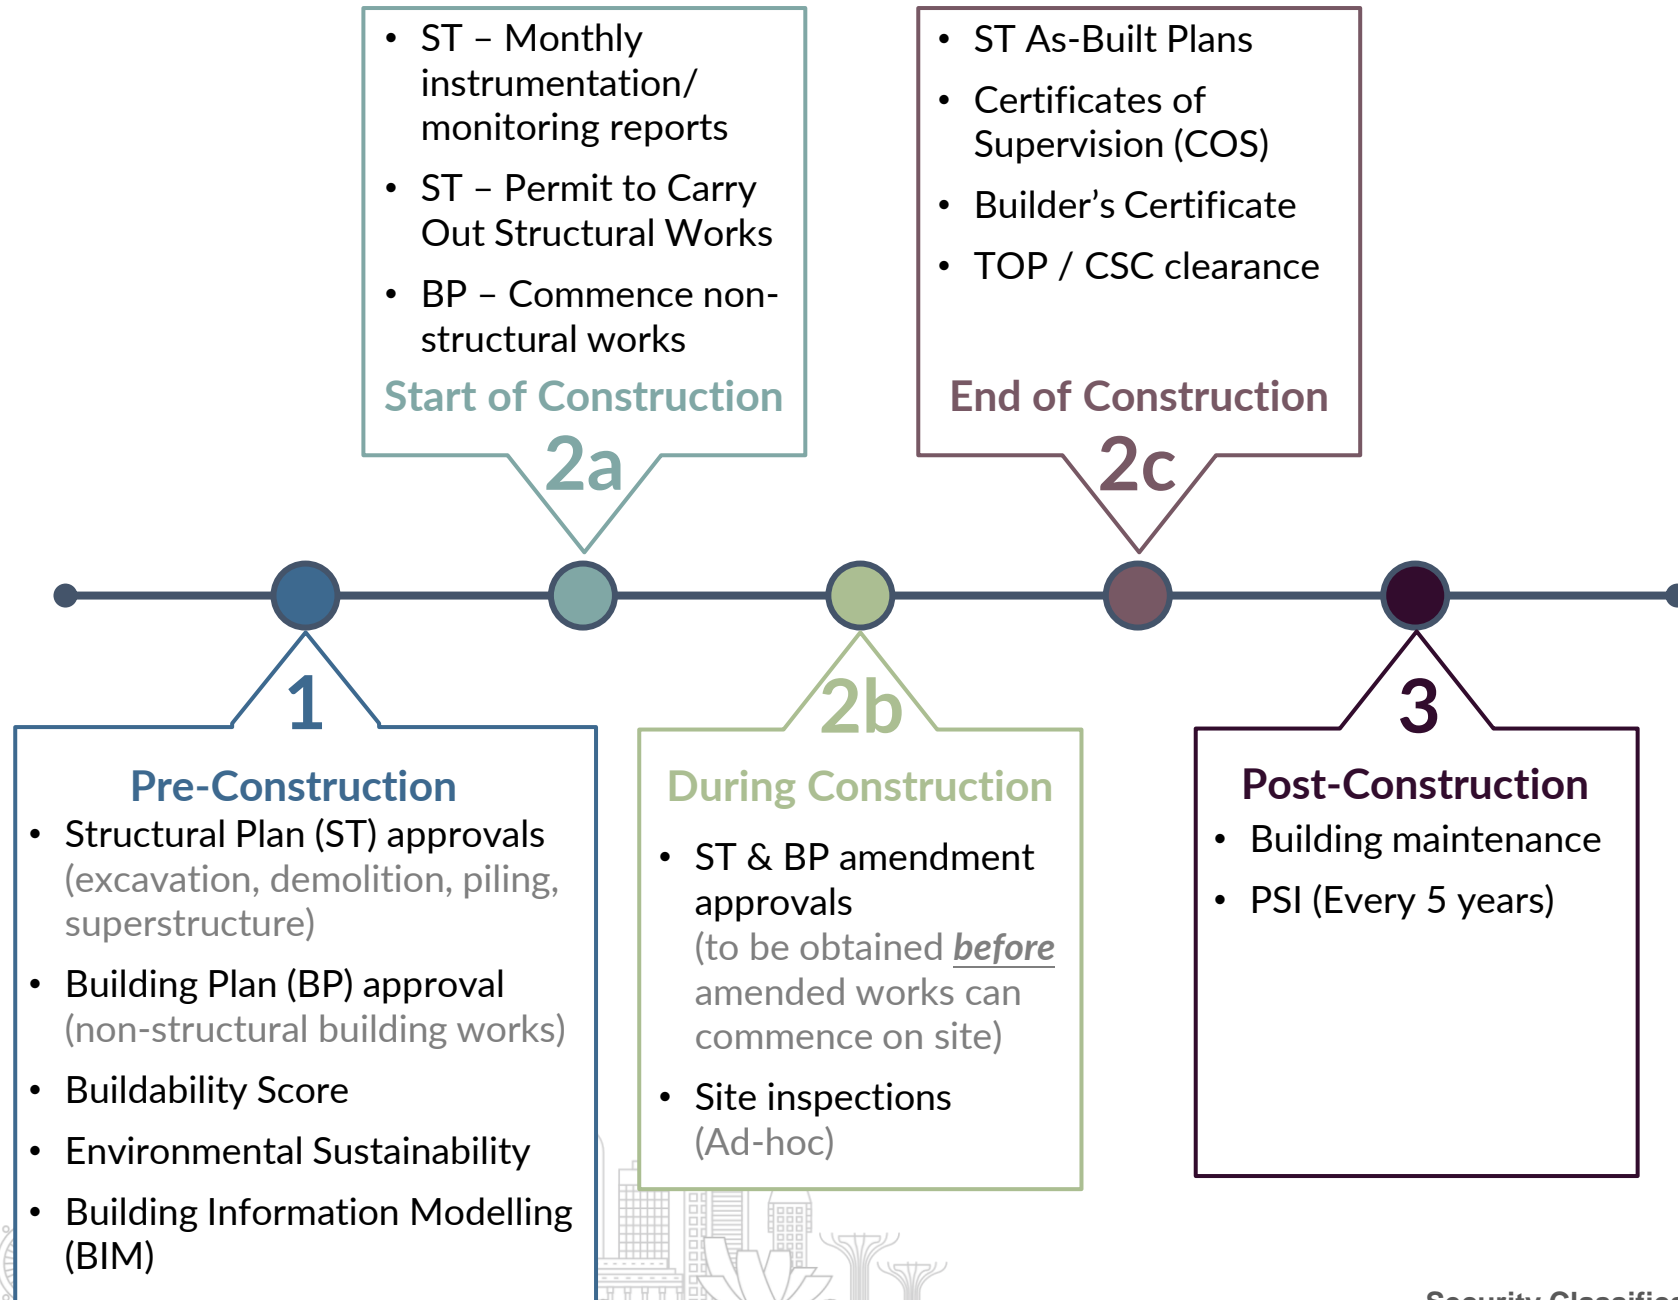 • ST – Monthly
instrumentation/
monitoring reports
• ST – Permit to Carry
Out Structural Works
• BP – Commence non-
structural works
Start of Construction
2a
• ST As-Built Plans
• Certificates of
Supervision (COS)
• Builder’s Certificate
• TOP / CSC clearance
End of Construction
2c
1
Pre-Construction
• Structural Plan (ST) approvals
(excavation, demolition, piling,
superstructure)
• Building Plan (BP) approval
(non-structural building works)
• Buildability Score
• Environmental Sustainability
• Building Information Modelling
(BIM)
2b
During Construction
• ST & BP amendment
approvals
(to be obtained before
amended works can
commence on site)
• Site inspections
(Ad-hoc)
3
Post-Construction
• Building maintenance
• PSI (Every 5 years)
Security